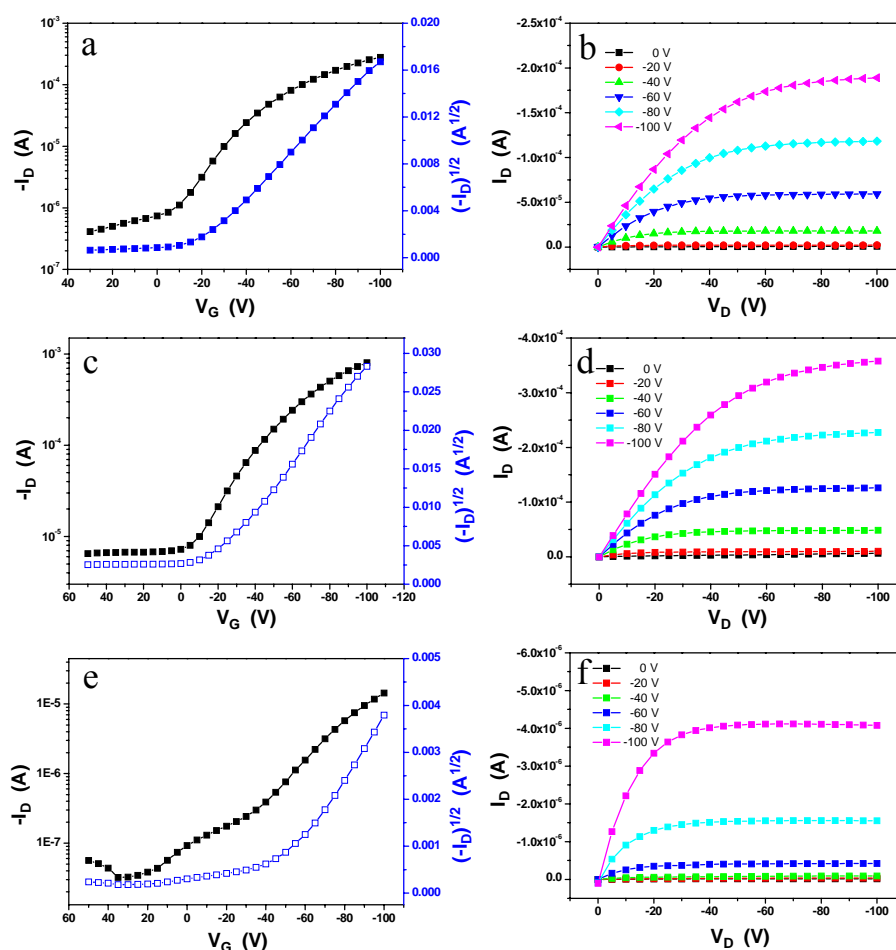 a
-I_D (A)
10^-3
10^-4
10^-5
10^-6
10^-7
40 20 0 -20 -40 -60 -80 -100
V_G (V)
0.020
0.016
0.012
0.008
0.004
0.000
(-I_D)^1/2 (A^1/2)
b
I_D (A)
-2.5x10^-4
-2.0x10^-4
-1.5x10^-4
-1.0x10^-4
-5.0x10^-5
0.0
0 V
-20 V
-40 V
-60 V
-80 V
-100 V
0 -20 -40 -60 -80 -100
V_D (V)
c
-I_D (A)
10^-3
10^-4
10^-5
60 40 20 0 -20 -40 -60 -80 -100 -120
V_G (V)
0.030
0.025
0.020
0.015
0.010
0.005
0.000
(-I_D)^1/2 (A^1/2)
d
I_D (A)
-4.0x10^-4
-3.0x10^-4
-2.0x10^-4
-1.0x10^-4
0.0
0 V
-20 V
-40 V
-60 V
-80 V
-100 V
0 -20 -40 -60 -80 -100
V_D (V)
e
-I_D (A)
1E-5
1E-6
1E-7
60 40 20 0 -20 -40 -60 -80 -100
V_G (V)
0.005
0.004
0.003
0.002
0.001
0.000
(-I_D)^1/2 (A^1/2)
f
I_D (A)
-6.0x10^-6
-5.0x10^-6
-4.0x10^-6
-3.0x10^-6
-2.0x10^-6
-1.0x10^-6
0.0
0 V
-20 V
-40 V
-60 V
-80 V
-100 V
0 -20 -40 -60 -80 -100
V_D (V)